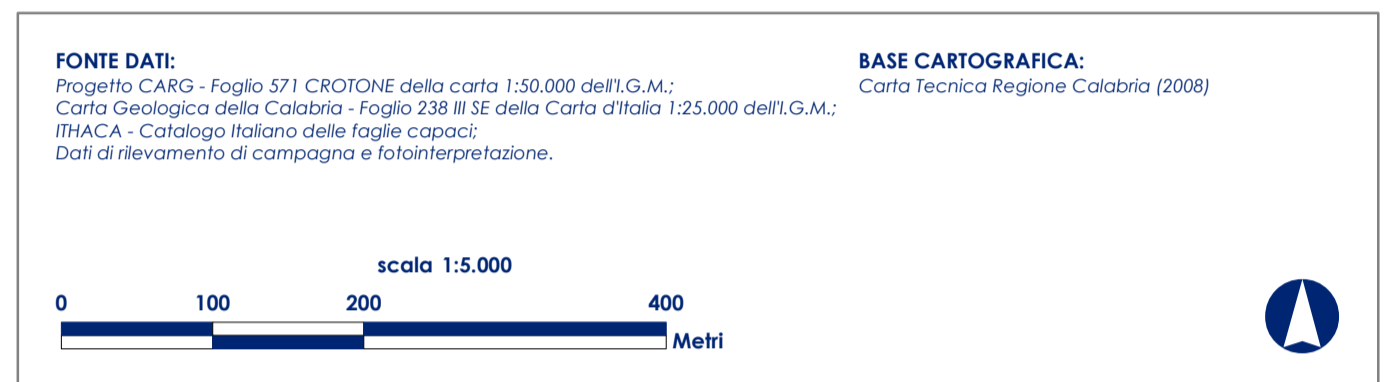 FONTE DATI:
Progetto CARG - Foglio 571 CROTONE della carta 1:50.000 dell'I.G.M.;
Carta Geologica della Calabria - Foglio 238 III SE della Carta d'Italia 1:25.000 dell'I.G.M.;
ITHACA - Catalogo Italiano delle faglie capaci;
Dati di rilevamento di campagna e fotointerpretazione.
BASE CARTOGRAFICA:
Carta Tecnica Regione Calabria (2008)
scala 1:5.000
0 100 200 400
Metri